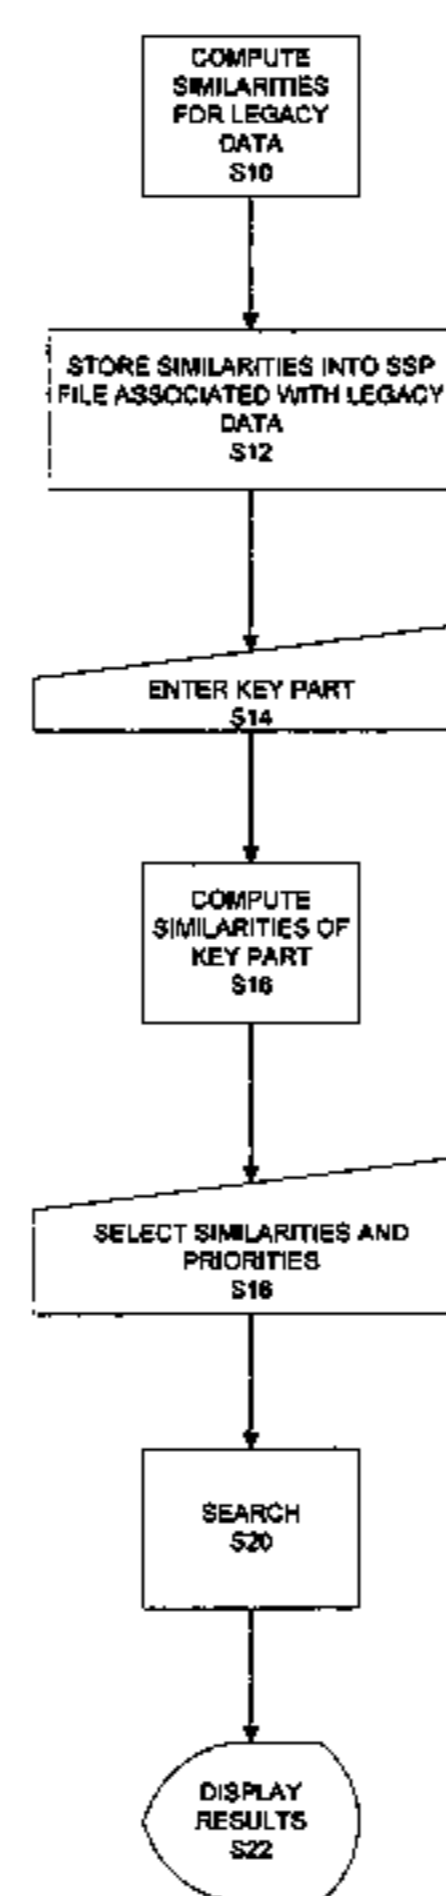 COMPUTE
SIMILARITIES
FOR LEGACY
DATA
S10
STORE SIMILARITIES INTO SSP
FILE ASSOCIATED WITH LEGACY
DATA
S12
ENTER KEY PART
S14
COMPUTE
SIMILARITIES OF
KEY PART
S16
SELECT SIMILARITIES AND
PRIORITIES
S16
SEARCH
S20
DISPLAY
RESULTS
S22